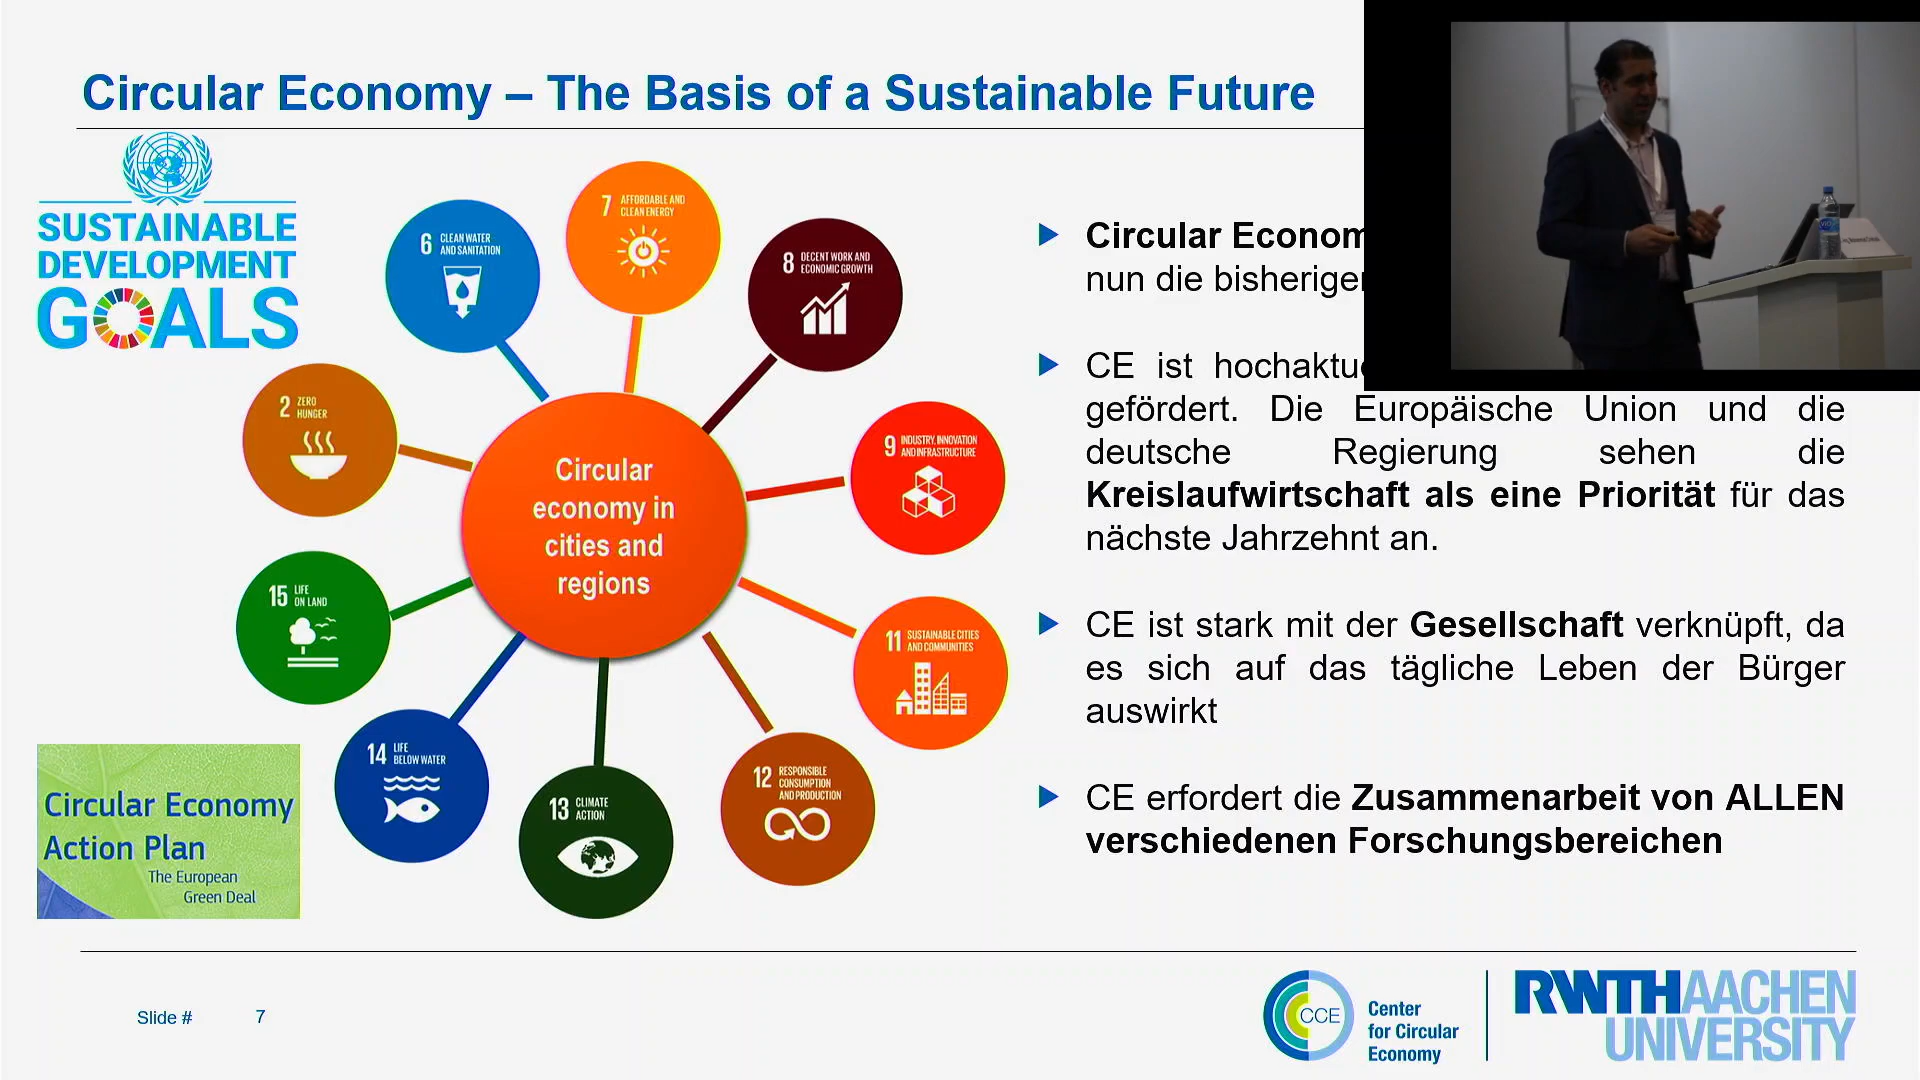 Circular Economy – The Basis of a Sustainable Future
SUSTAINABLE
DEVELOPMENT
GOALS
6 CLEAN WATER
AND SANITATION
7 AFFORDABLE AND
CLEAN ENERGY
8 DECENT WORK AND
ECONOMIC GROWTH
2 ZERO
HUNGER
9 INDUSTRY, INNOVATION
AND INFRASTRUCTURE
Circular
economy in
cities and
regions
15 LIFE
ON LAND
11 SUSTAINABLE CITIES
AND COMMUNITIES
14 LIFE
BELOW WATER
13 CLIMATE
ACTION
12 RESPONSIBLE
CONSUMPTION
AND PRODUCTION
Circular Economy
Action Plan
The European
Green Deal
Circular Econom
nun die bisherige
CE ist hochaktu
gefördert. Die Europäische Union und die
deutsche Regierung sehen die
Kreislaufwirtschaft als eine Priorität für das
nächste Jahrzehnt an.
CE ist stark mit der Gesellschaft verknüpft, da
es sich auf das tägliche Leben der Bürger
auswirkt
CE erfordert die Zusammenarbeit von ALLEN
verschiedenen Forschungsbereichen
Slide # 7
CCE
Center
for Circular
Economy
RWTHAACHEN
UNIVERSITY